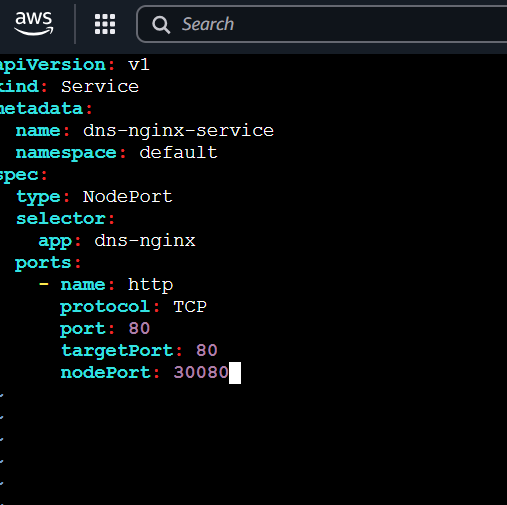 aws
Search
apiVersion: v1
kind: Service
metadata:
  name: dns-nginx-service
  namespace: default
spec:
  type: NodePort
  selector:
    app: dns-nginx
  ports:
    - name: http
      protocol: TCP
      port: 80
      targetPort: 80
      nodePort: 30080
~
~
~
~
~